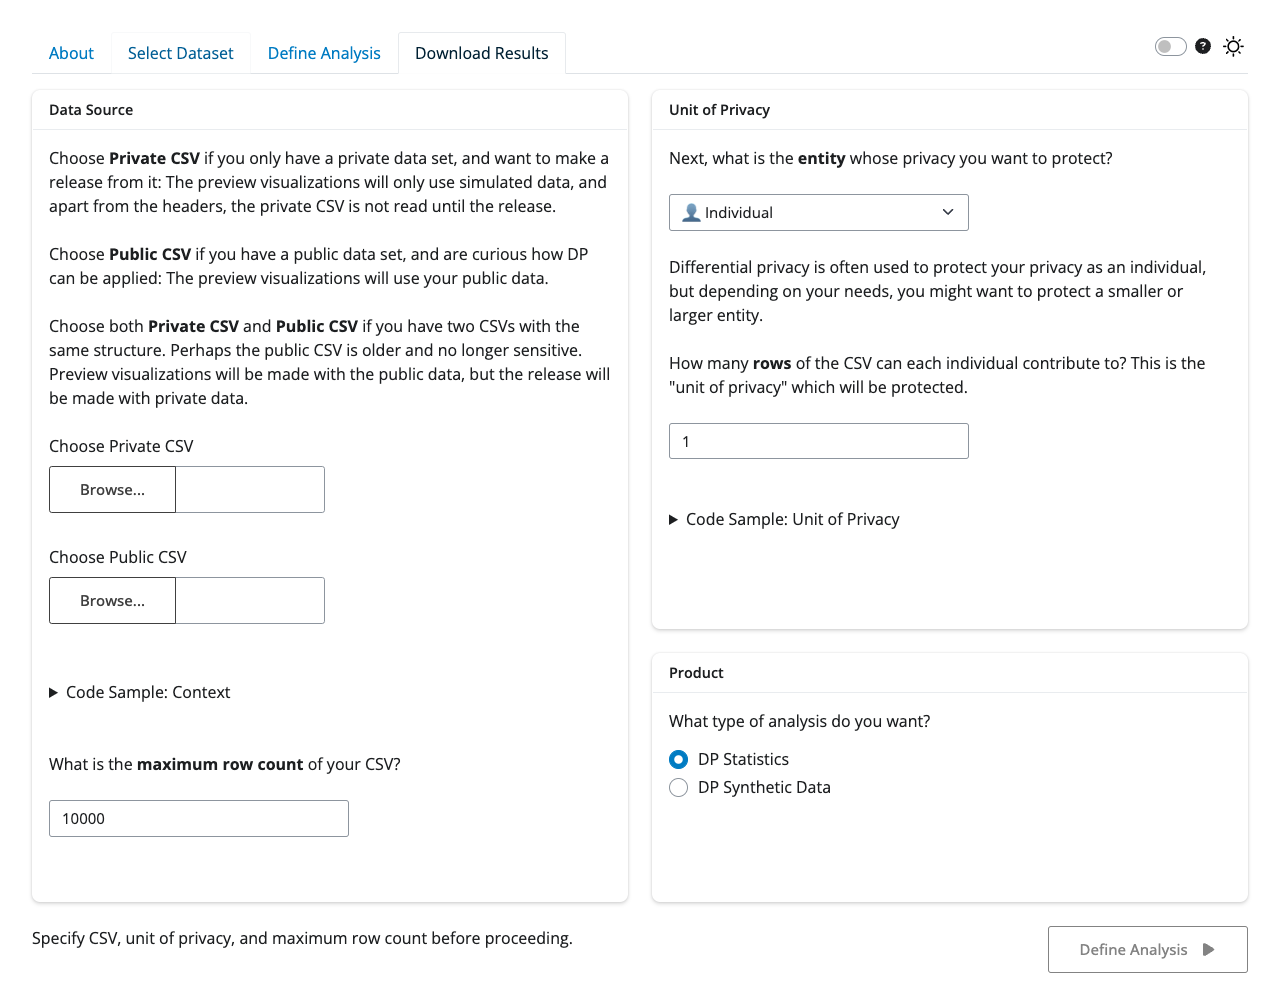 About
Select Dataset
Define Analysis
Download Results
?
Data Source
Choose Private CSV if you only have a private data set, and want to make a
release from it: The preview visualizations will only use simulated data, and
apart from the headers, the private CSV is not read until the release.
Choose Public CSV if you have a public data set, and are curious how DP
can be applied: The preview visualizations will use your public data.
Choose both Private CSV and Public CSV if you have two CSVs with the
same structure. Perhaps the public CSV is older and no longer sensitive.
Preview visualizations will be made with the public data, but the release will
be made with private data.
Choose Private CSV
Browse...
Choose Public CSV
Browse...
Code Sample: Context
What is the maximum row count of your CSV?
10000
Unit of Privacy
Next, what is the entity whose privacy you want to protect?
Individual
Differential privacy is often used to protect your privacy as an individual,
but depending on your needs, you might want to protect a smaller or
larger entity.
How many rows of the CSV can each individual contribute to? This is the
"unit of privacy" which will be protected.
1
Code Sample: Unit of Privacy
Product
What type of analysis do you want?
DP Statistics
DP Synthetic Data
Specify CSV, unit of privacy, and maximum row count before proceeding.
Define Analysis